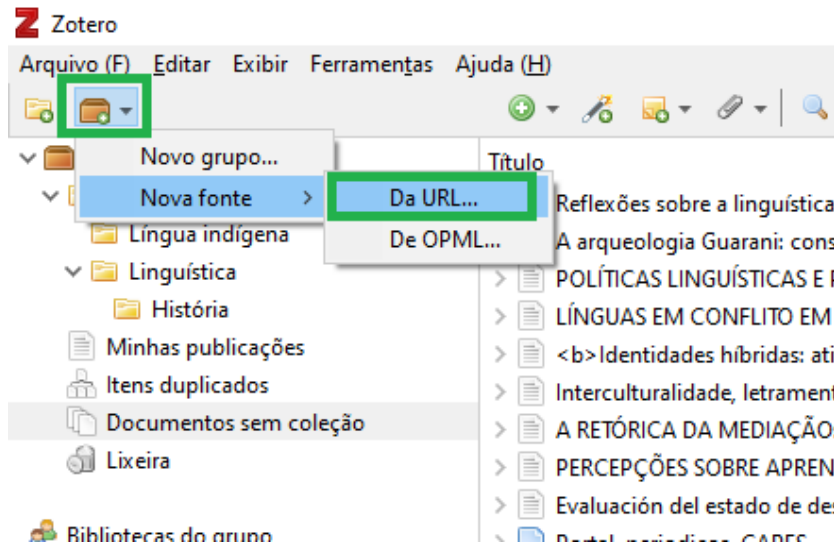 Zotero
Arquivo (F) Editar Exibir Ferramentas Ajuda (H)
Novo grupo...
Nova fonte
Da URL...
De OPML...
Língua indígena
Linguística
História
Minhas publicações
Itens duplicados
Documentos sem coleção
Lixeira
Bibliotecas do grupo
Título
Reflexões sobre a linguística
A arqueologia Guarani: cons
POLÍTICAS LINGUÍSTICAS E
LÍNGUAS EM CONFLITO EM
<b>Identidades híbridas: ati
Interculturalidade, letrament
A RETÓRICA DA MEDIAÇÃO:
PERCEPÇÕES SOBRE APREN
Evaluación del estado de des
Portal .periodicos. CAPES